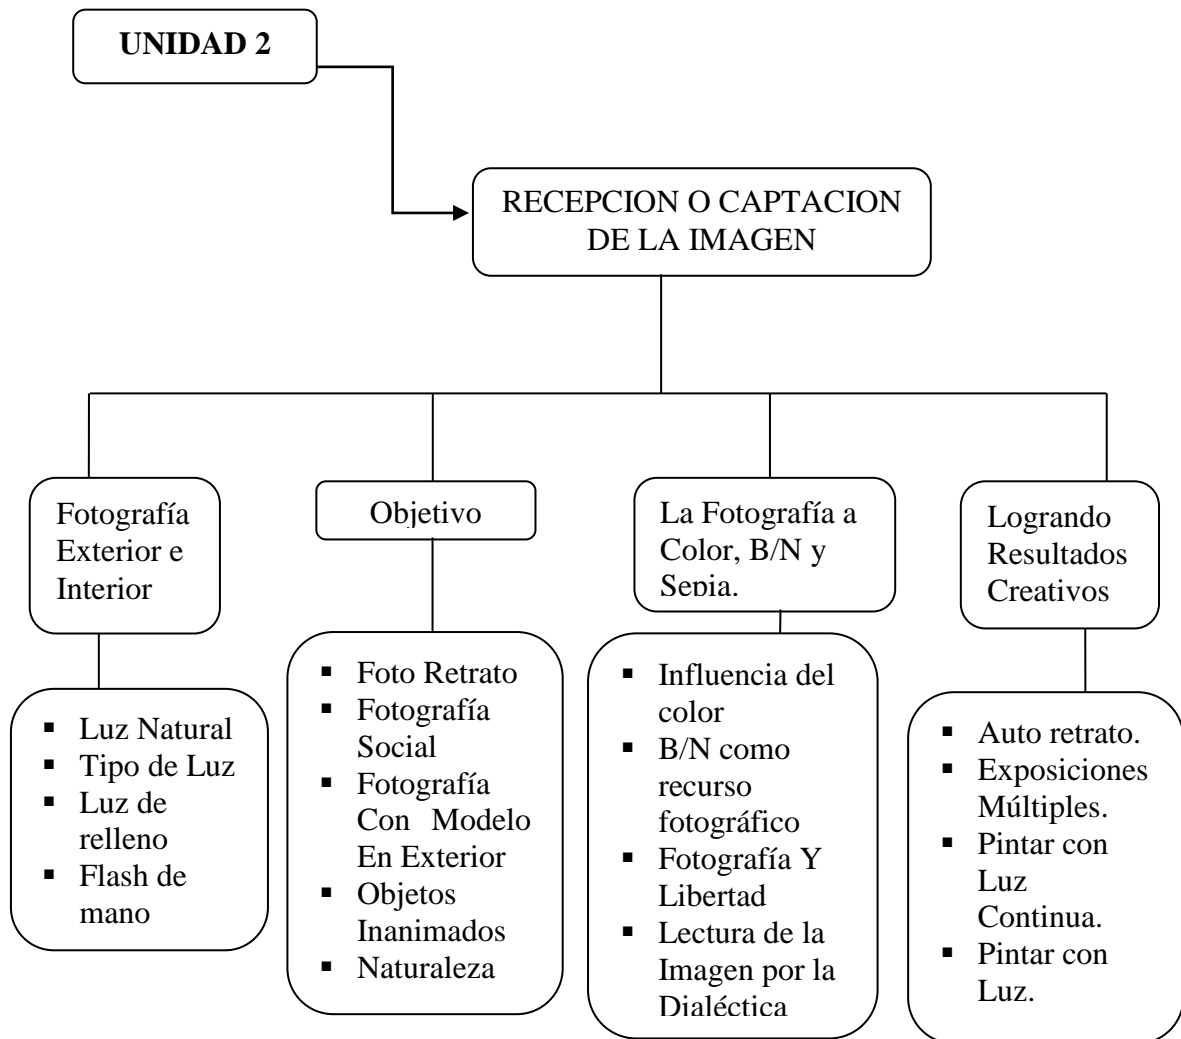 UNIDAD 2
RECEPCION O CAPTACION
DE LA IMAGEN
Fotografía
Exterior e
Interior
▪ Luz Natural
▪ Tipo de Luz
▪ Luz de
relleno
▪ Flash de
mano
Objetivo
▪ Foto Retrato
▪ Fotografía
Social
▪ Fotografía
Con Modelo
En Exterior
▪ Objetos
Inanimados
▪ Naturaleza
La Fotografía a
Color, B/N y
Sepia.
▪ Influencia del
color
▪ B/N como
recurso
fotográfico
▪ Fotografía Y
Libertad
▪ Lectura de la
Imagen por la
Dialéctica
Logrando
Resultados
Creativos
▪ Auto retrato.
▪ Exposiciones
Múltiples.
▪ Pintar con
Luz
Continua.
▪ Pintar con
Luz.